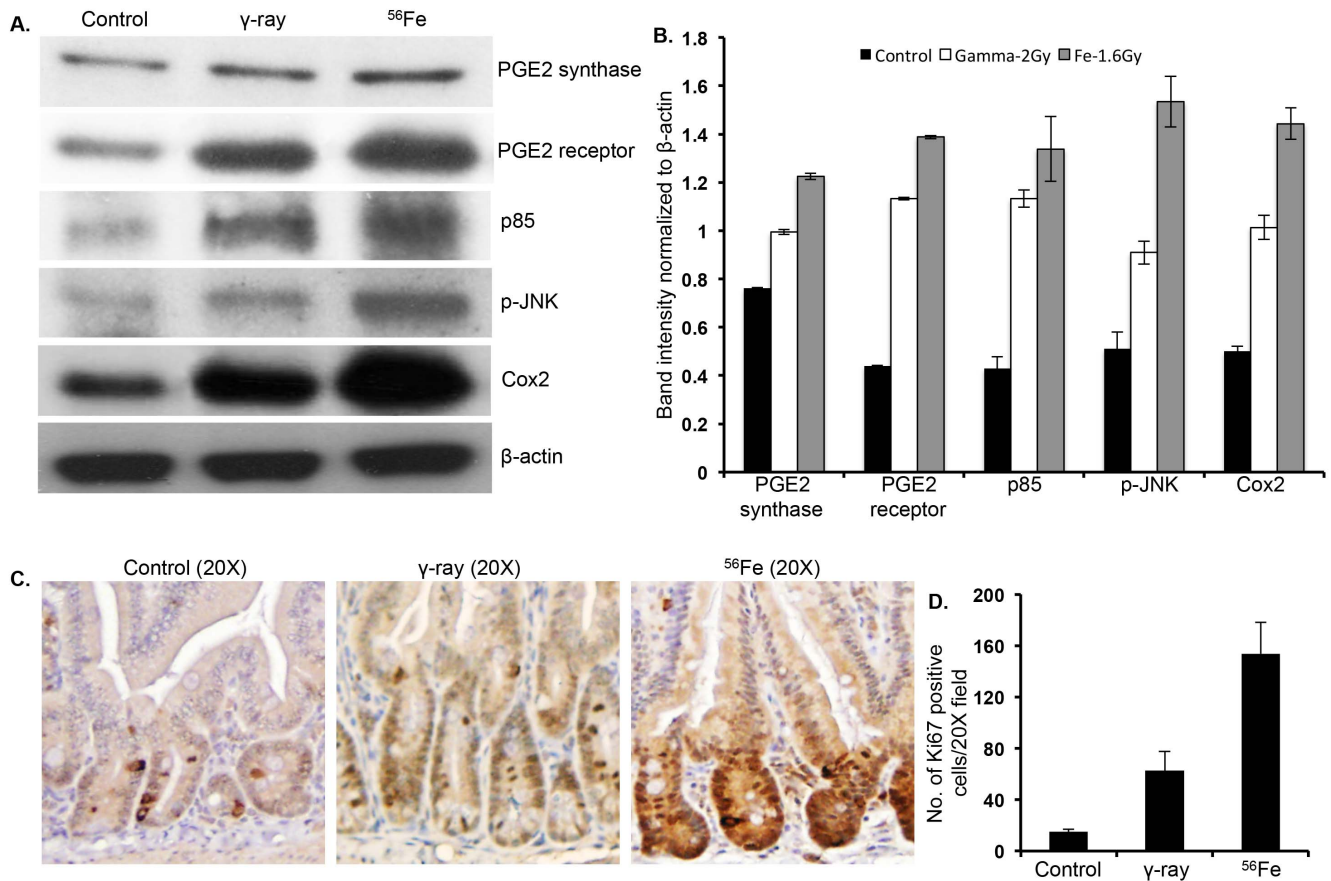 A.
Control γ-ray ⁵⁶Fe
PGE2 synthase
PGE2 receptor
p85
p-JNK
Cox2
β-actin
B.
Control Gamma-2Gy Fe-1.6Gy
Band intensity normalized to β-actin
1.8
1.6
1.4
1.2
1
0.8
0.6
0.4
0.2
0
PGE2 PGE2 p85 p-JNK Cox2
synthase receptor
C.
Control (20X) γ-ray (20X) ⁵⁶Fe (20X)
D.
No. of Ki67 positive
cells/20X field
200
160
120
80
40
0
Control γ-ray ⁵⁶Fe